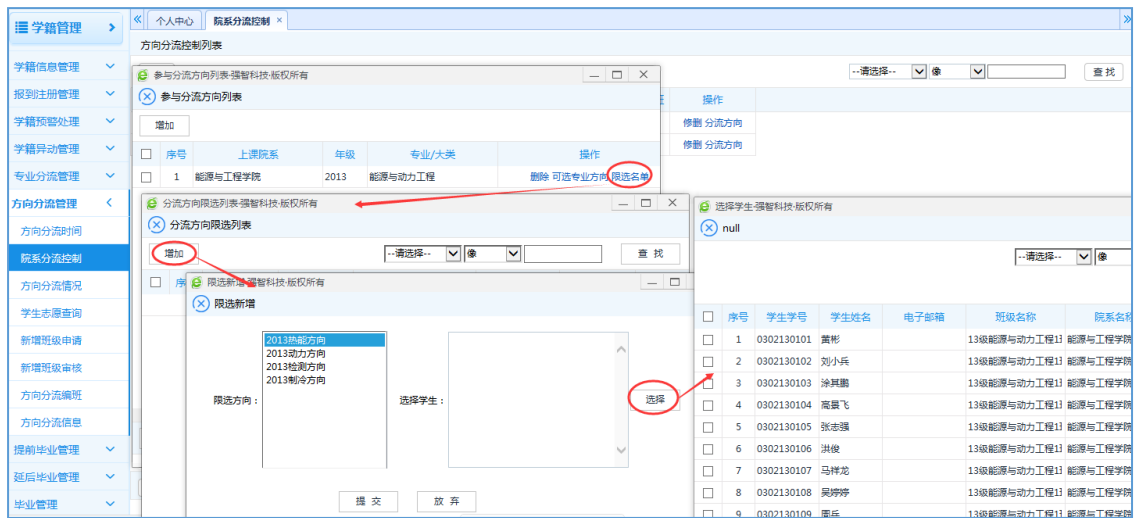 学籍管理
个人中心 院系分流控制 ×
方向分流控制列表
--请选择-- 像 查 找
学籍信息管理
报到注册管理
学籍预警处理
学籍异动管理
专业分流管理
方向分流管理
方向分流时间
院系分流控制
方向分流情况
学生志愿查询
新增班级申请
新增班级审核
方向分流编班
方向分流信息
提前毕业管理
延后毕业管理
毕业管理
操作
修删 分流方向
修删 分流方向
参与分流方向列表-强智科技-版权所有
参与分流方向列表
增加
序号 上课院系 年级 专业/大类 操作
1 能源与工程学院 2013 能源与动力工程 删除 可选专业方向 限选名单
分流方向限选列表-强智科技-版权所有
分流方向限选列表
增加 --请选择-- 像 查 找
序
限选新增-强智科技-版权所有
限选新增
限选方向：
2013热能方向
2013动力方向
2013检测方向
2013制冷方向
选择学生：
选择
提 交 放 弃
选择学生-强智科技-版权所有
null
--请选择-- 像
序号 学生学号 学生姓名 电子邮箱 班级名称 院系名称
1 0302130101 黄彬 13级能源与动力工程1 能源与工程学院
2 0302130102 刘小兵 13级能源与动力工程1 能源与工程学院
3 0302130103 涂其鹏 13级能源与动力工程1 能源与工程学院
4 0302130104 高景飞 13级能源与动力工程1 能源与工程学院
5 0302130105 张志强 13级能源与动力工程1 能源与工程学院
6 0302130106 洪俊 13级能源与动力工程1 能源与工程学院
7 0302130107 马祥龙 13级能源与动力工程1 能源与工程学院
8 0302130108 吴婷婷 13级能源与动力工程1 能源与工程学院
9 0302130109 周兵 13级能源与动力工程1 能源与工程学院